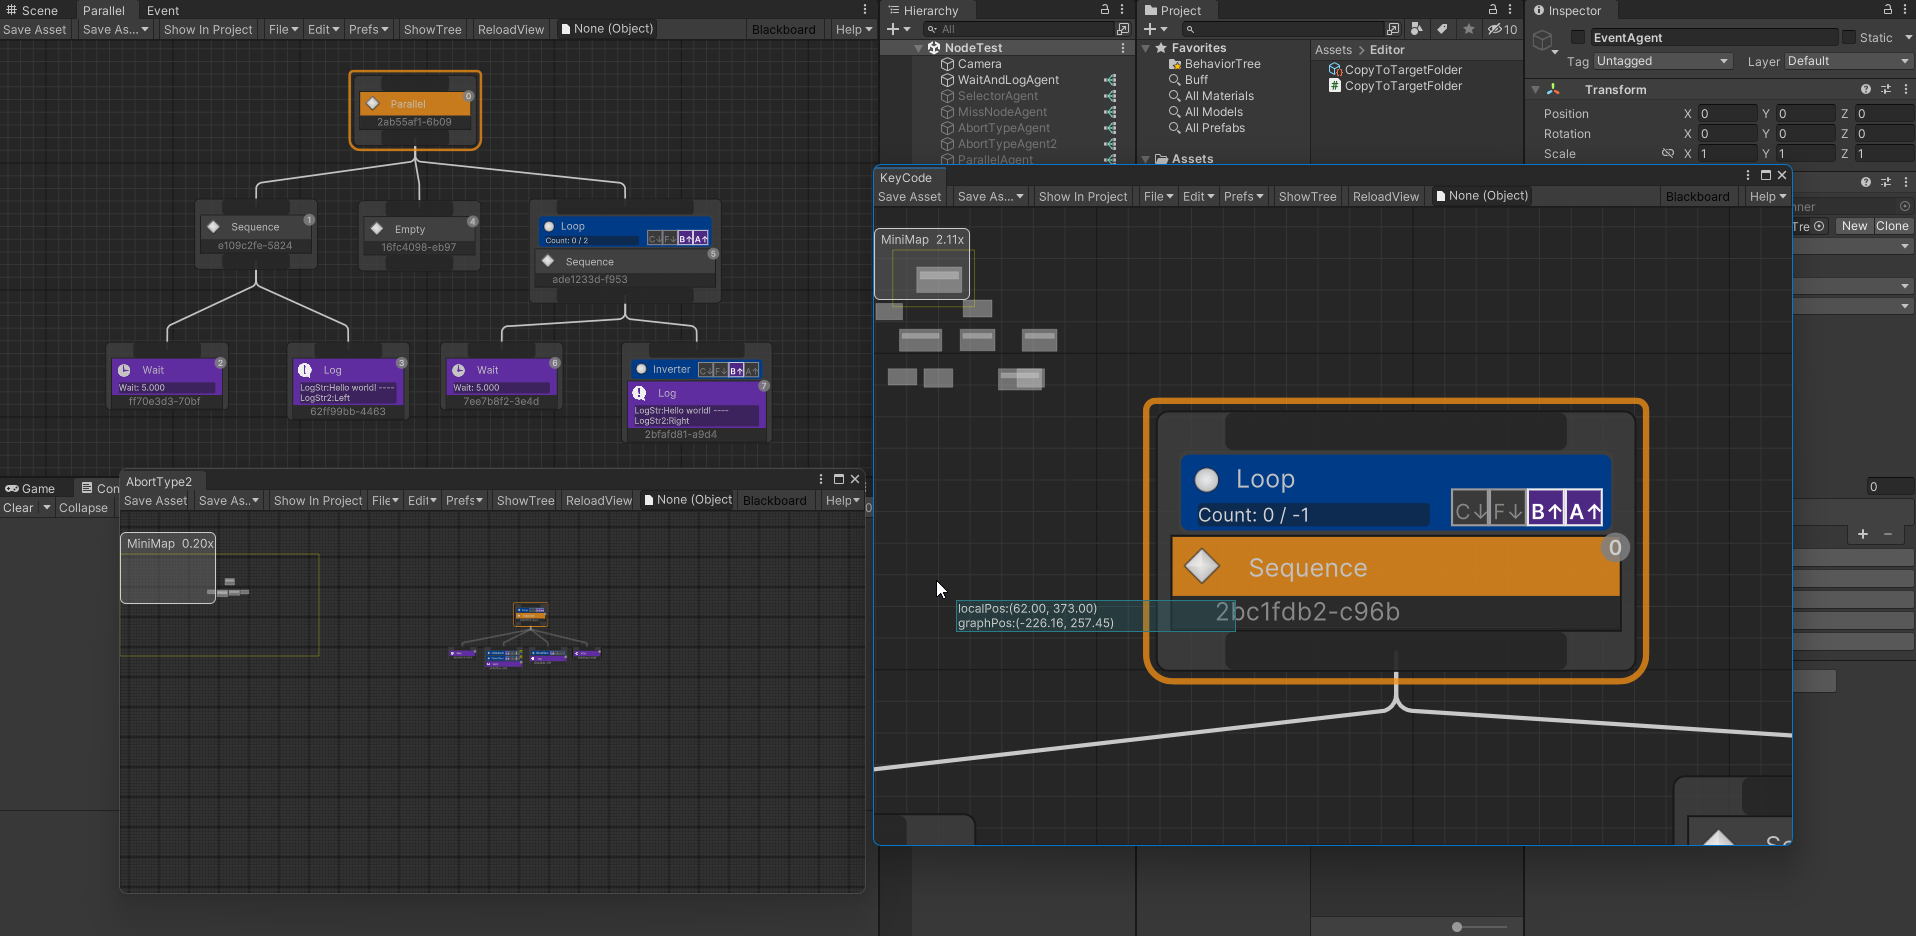 Scene
Parallel
Event
Save Asset
Save As...
Show In Project
File
Edit
Prefs
ShowTree
ReloadView
None (Object)
Blackboard
Help
Parallel
0
2ab55af1-6b09
Sequence
1
e109c2fe-5824
Empty
4
16fc4098-eb97
Loop
Count: 0 / 2
C↓ F↓ B↑ A↑
Sequence
5
ade1233d-f953
Wait
2
Wait: 5.000
ff70e3d3-70bf
Log
3
LogStr:Hello world! ----
LogStr2:Left
62ff99bb-4463
Wait
6
Wait: 5.000
7ee7b8f2-3e4d
Inverter
C↓ F↓ B↑ A↑
Log
7
LogStr:Hello world! ----
LogStr2:Right
2bfafd81-a9d4
Game
Con
Clear
Collapse
0
AbortType2
Save Asset
Save As..
Show In Project
File
Edit
Prefs
ShowTree
ReloadView
None (Object
Blackboard
Help
MiniMap 0.20x
Hierarchy
All
NodeTest
Camera
WaitAndLogAgent
SelectorAgent
MissNodeAgent
AbortTypeAgent
AbortTypeAgent2
ParallelAgent
Project
10
Favorites
BehaviorTree
Buff
All Materials
All Models
All Prefabs
Assets
Assets > Editor
CopyToTargetFolder
CopyToTargetFolder
Inspector
EventAgent
Static
Tag Untagged
Layer Default
Transform
Position X 0 Y 0 Z 0
Rotation X 0 Y 0 Z 0
Scale X 1 Y 1 Z 1
nner
Tre
New
Clone
0
KeyCode
Save Asset
Save As...
Show In Project
File
Edit
Prefs
ShowTree
ReloadView
None (Object)
Blackboard
Help
MiniMap 2.11x
Loop
Count: 0 / -1
C↓ F↓ B↑ A↑
0
Sequence
2bc1fdb2-c96b
localPos:(62.00, 373.00)
graphPos:(-226.16, 257.45)